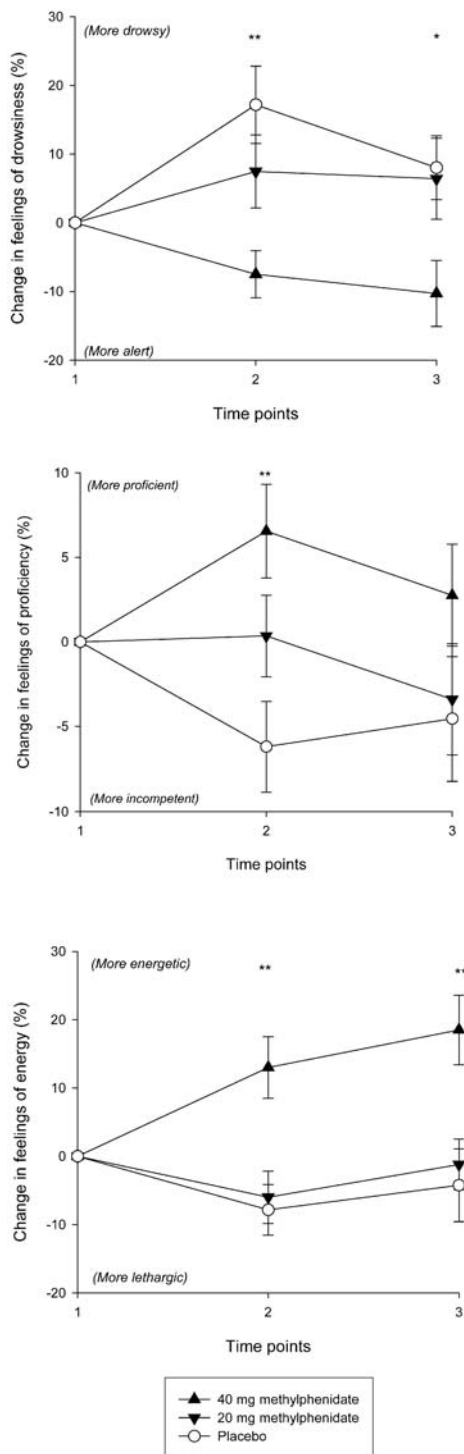 (More drowsy)
**
*
30
20
10
0
-10
-20
Change in feelings of drowsiness (%)
(More alert)
1
2
3
Time points
(More proficient)
**
10
5
0
-5
-10
Change in feelings of proficiency (%)
(More incompetent)
1
2
3
Time points
(More energetic)
**
**
30
20
10
0
-10
-20
Change in feelings of energy (%)
(More lethargic)
1
2
3
Time points
40 mg methylphenidate
20 mg methylphenidate
Placebo